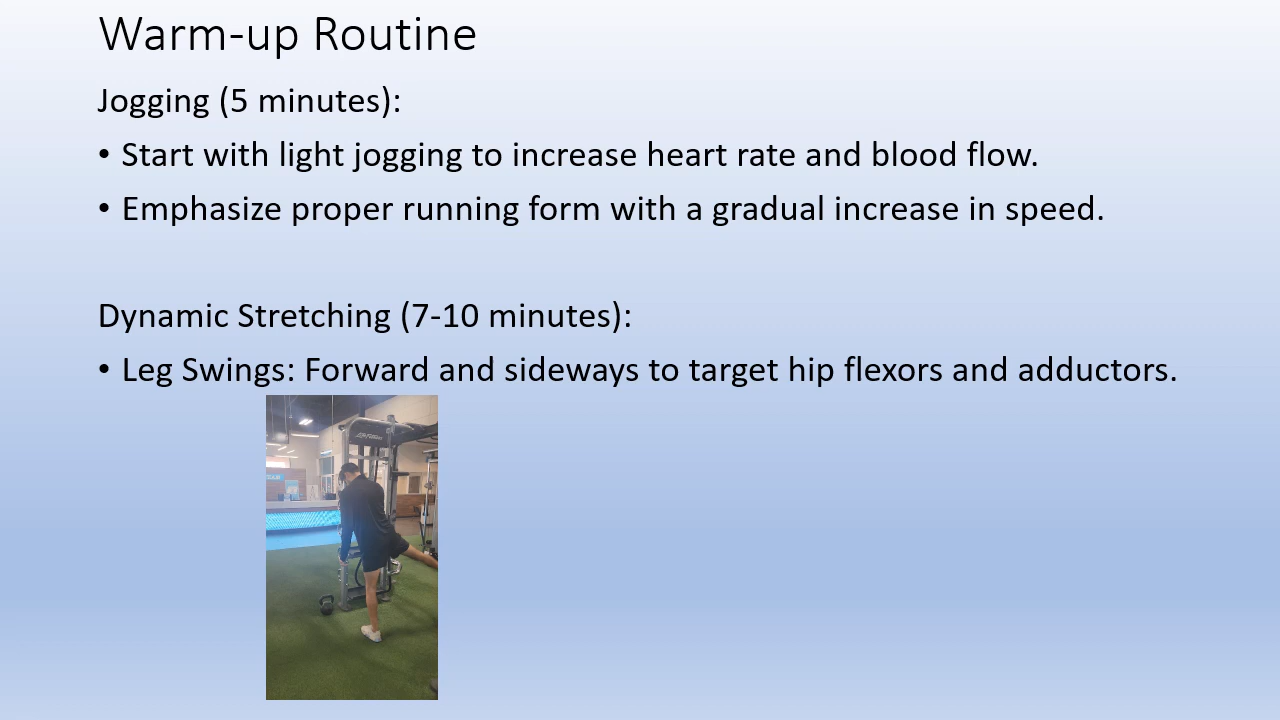 Warm-up Routine
Jogging (5 minutes):
• Start with light jogging to increase heart rate and blood flow.
• Emphasize proper running form with a gradual increase in speed.
Dynamic Stretching (7-10 minutes):
• Leg Swings: Forward and sideways to target hip flexors and adductors.